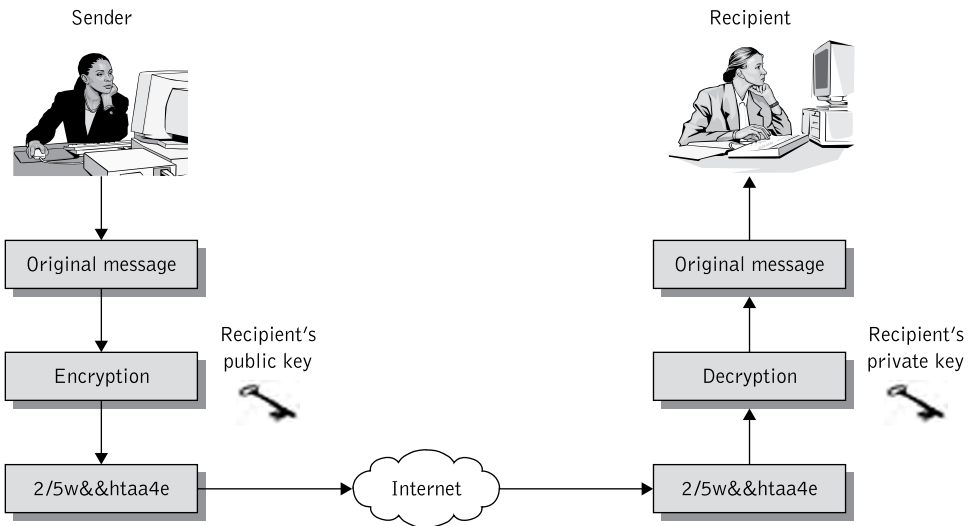 Sender
Recipient
Original message
Original message
Recipient's
public key
Recipient's
private key
Encryption
Decryption
2/5w&&htaa4e
Internet
2/5w&&htaa4e